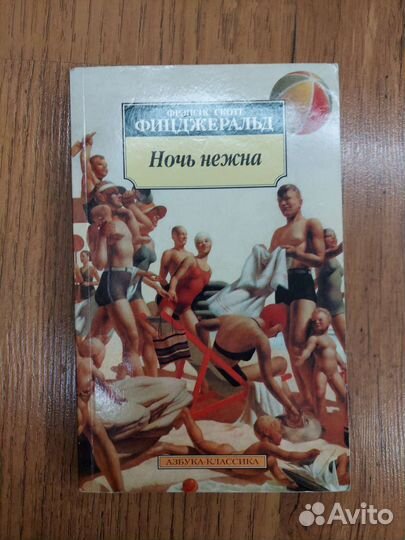 ФРЭНСИС СКОТТ
ФИЦДЖЕРАЛЬД
Ночь нежна
АЗБУКА-КЛАССИКА
Avito